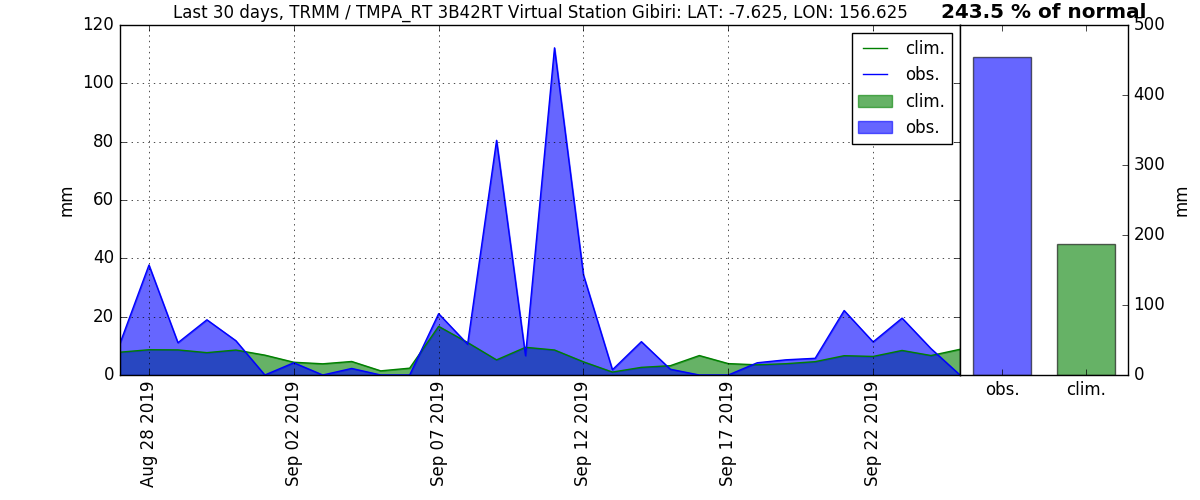 Last 30 days, TRMM / TMPA_RT 3B42RT Virtual Station Gibiri: LAT: -7.625, LON: 156.625
243.5 % of normal
120
100
80
60
40
20
0
mm
clim.
obs.
clim.
obs.
500
400
300
200
100
0
mm
obs.
clim.
Aug 28 2019
Sep 02 2019
Sep 07 2019
Sep 12 2019
Sep 17 2019
Sep 22 2019